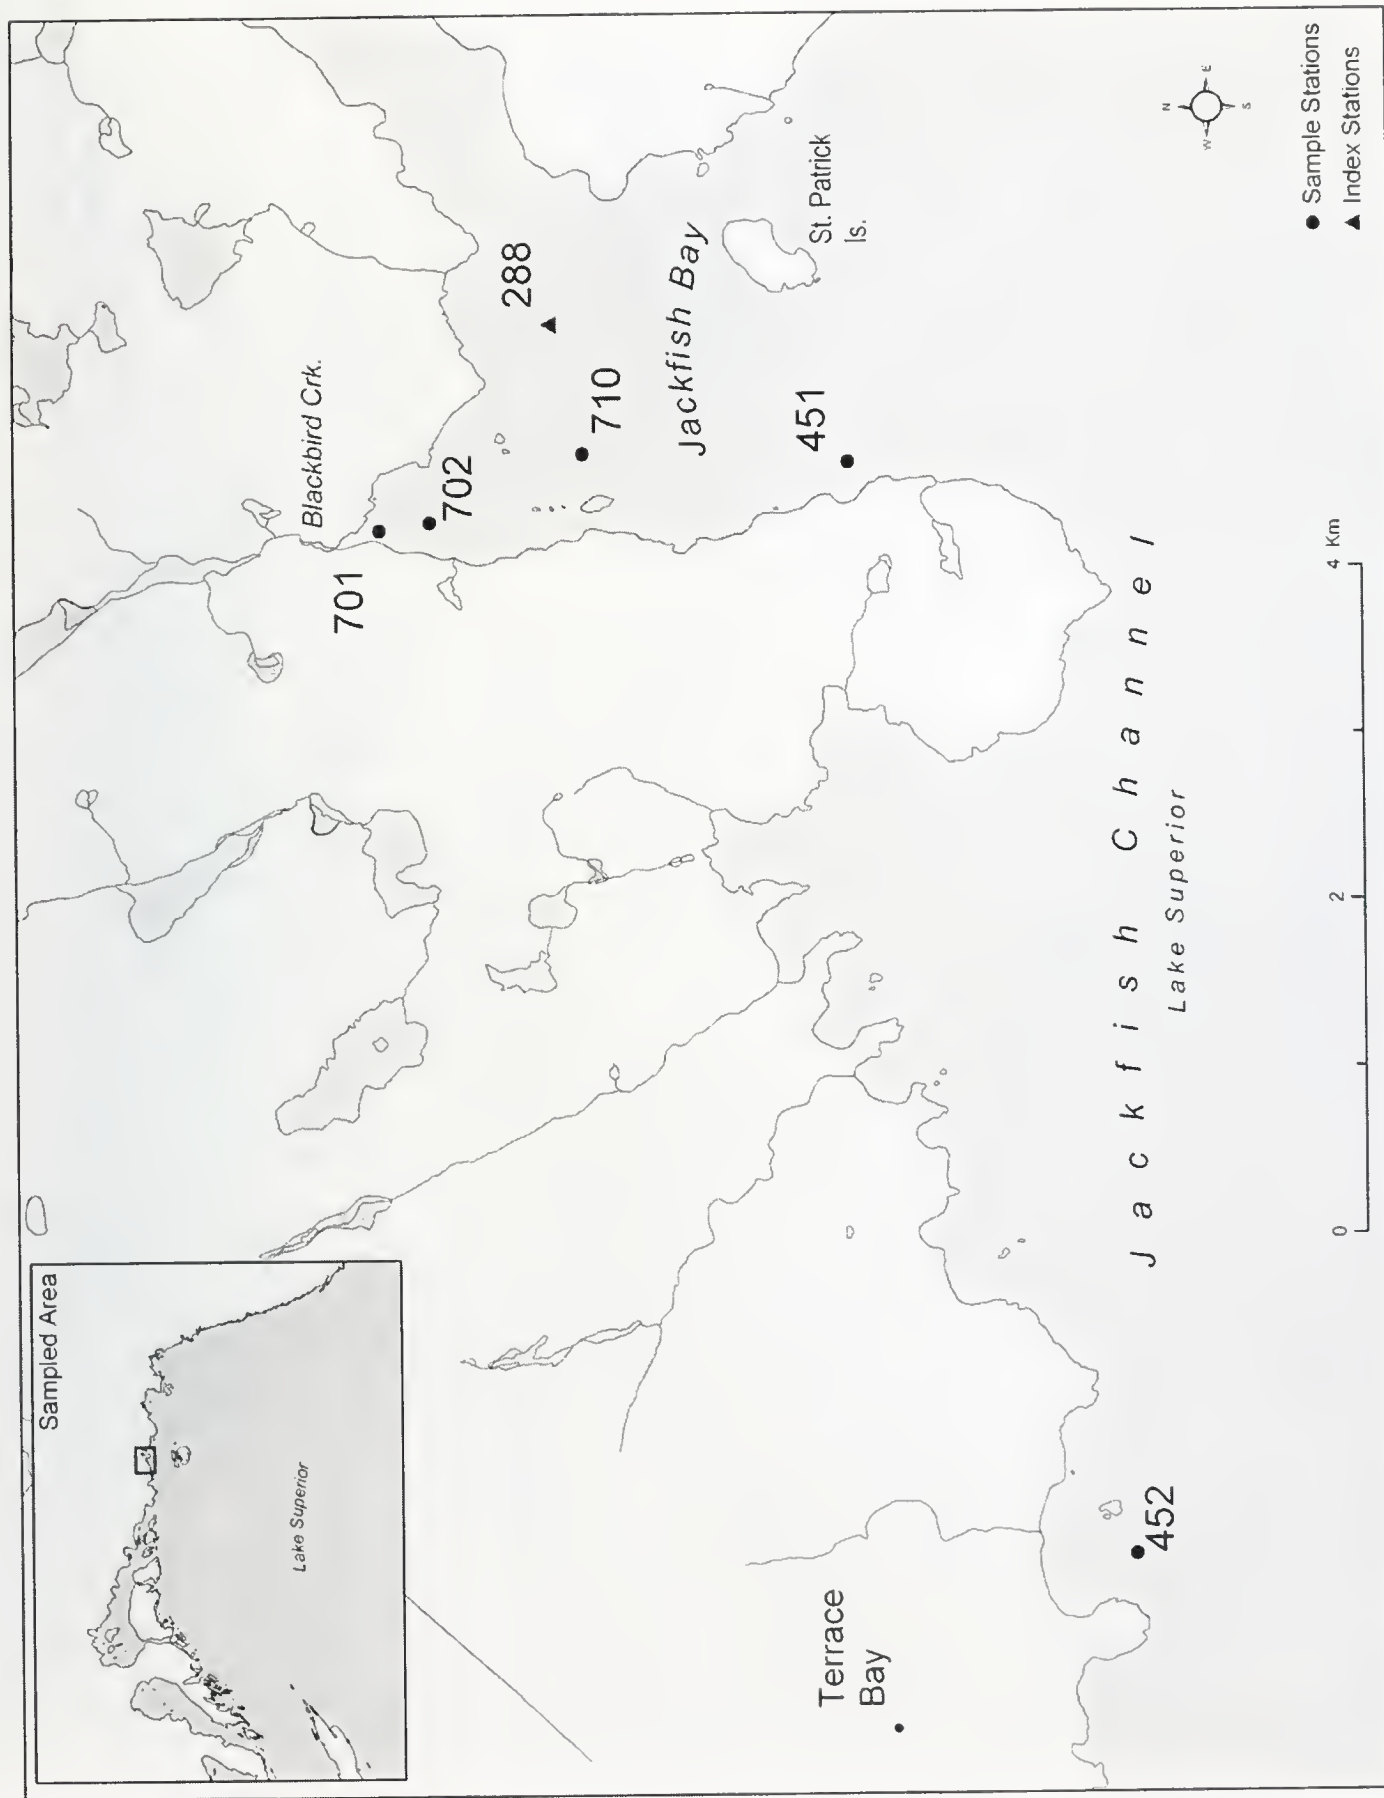 Sampled Area
Lake Superior
Blackbird Crk.
701
702
288
710
Jackfish Bay
451
St. Patrick
Is.
Terrace
Bay
452
Jackfish Channel
Lake Superior
0
2
4 Km
N
W
E
S
Sample Stations
Index Stations